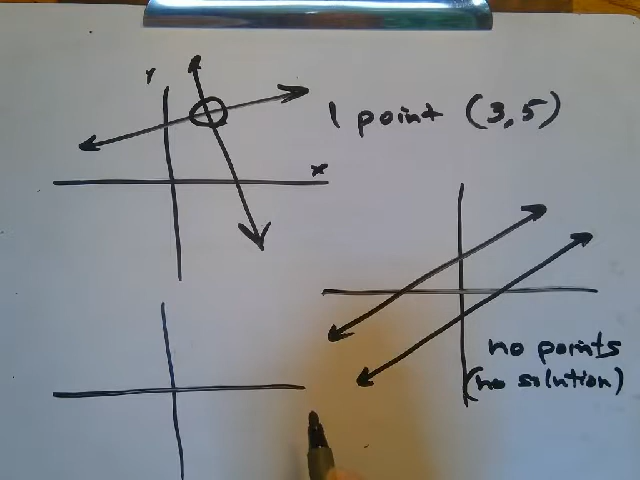 Y
1 point (3,5)
x
no points
(no solution)